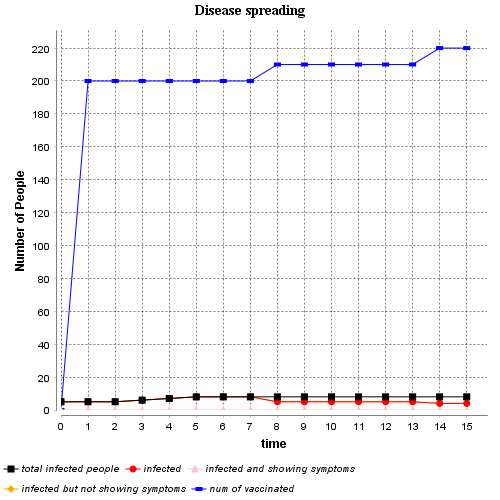 Disease spreading
Number of People
220
200
180
160
140
120
100
80
60
40
20
0
0 1 2 3 4 5 6 7 8 9 10 11 12 13 14 15
time
total infected people infected infected and showing symptoms
infected but not showing symptoms num of vaccinated